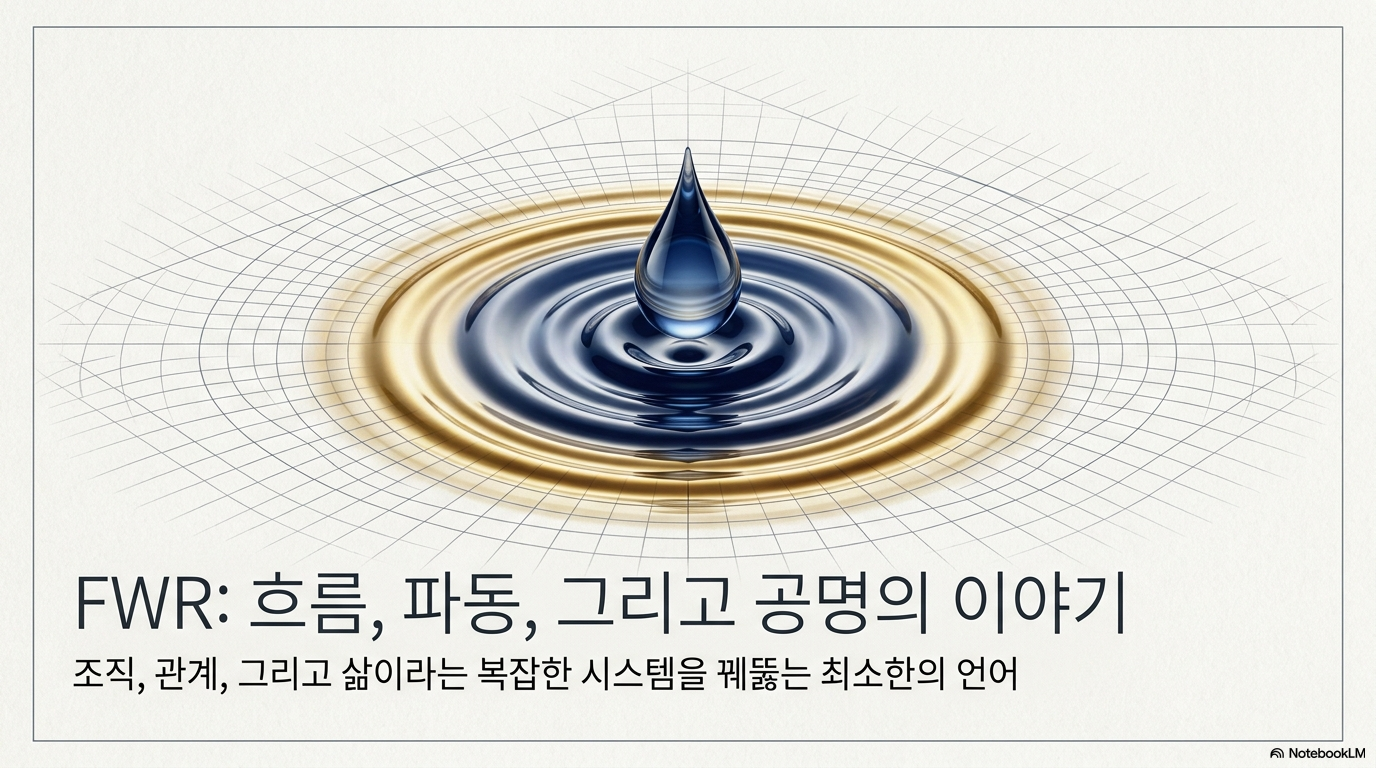 FWR: 흐름, 파동, 그리고 공명의 이야기
조직, 관계, 그리고 삶이라는 복잡한 시스템을 꿰뚫는 최소한의 언어
NotebookLM